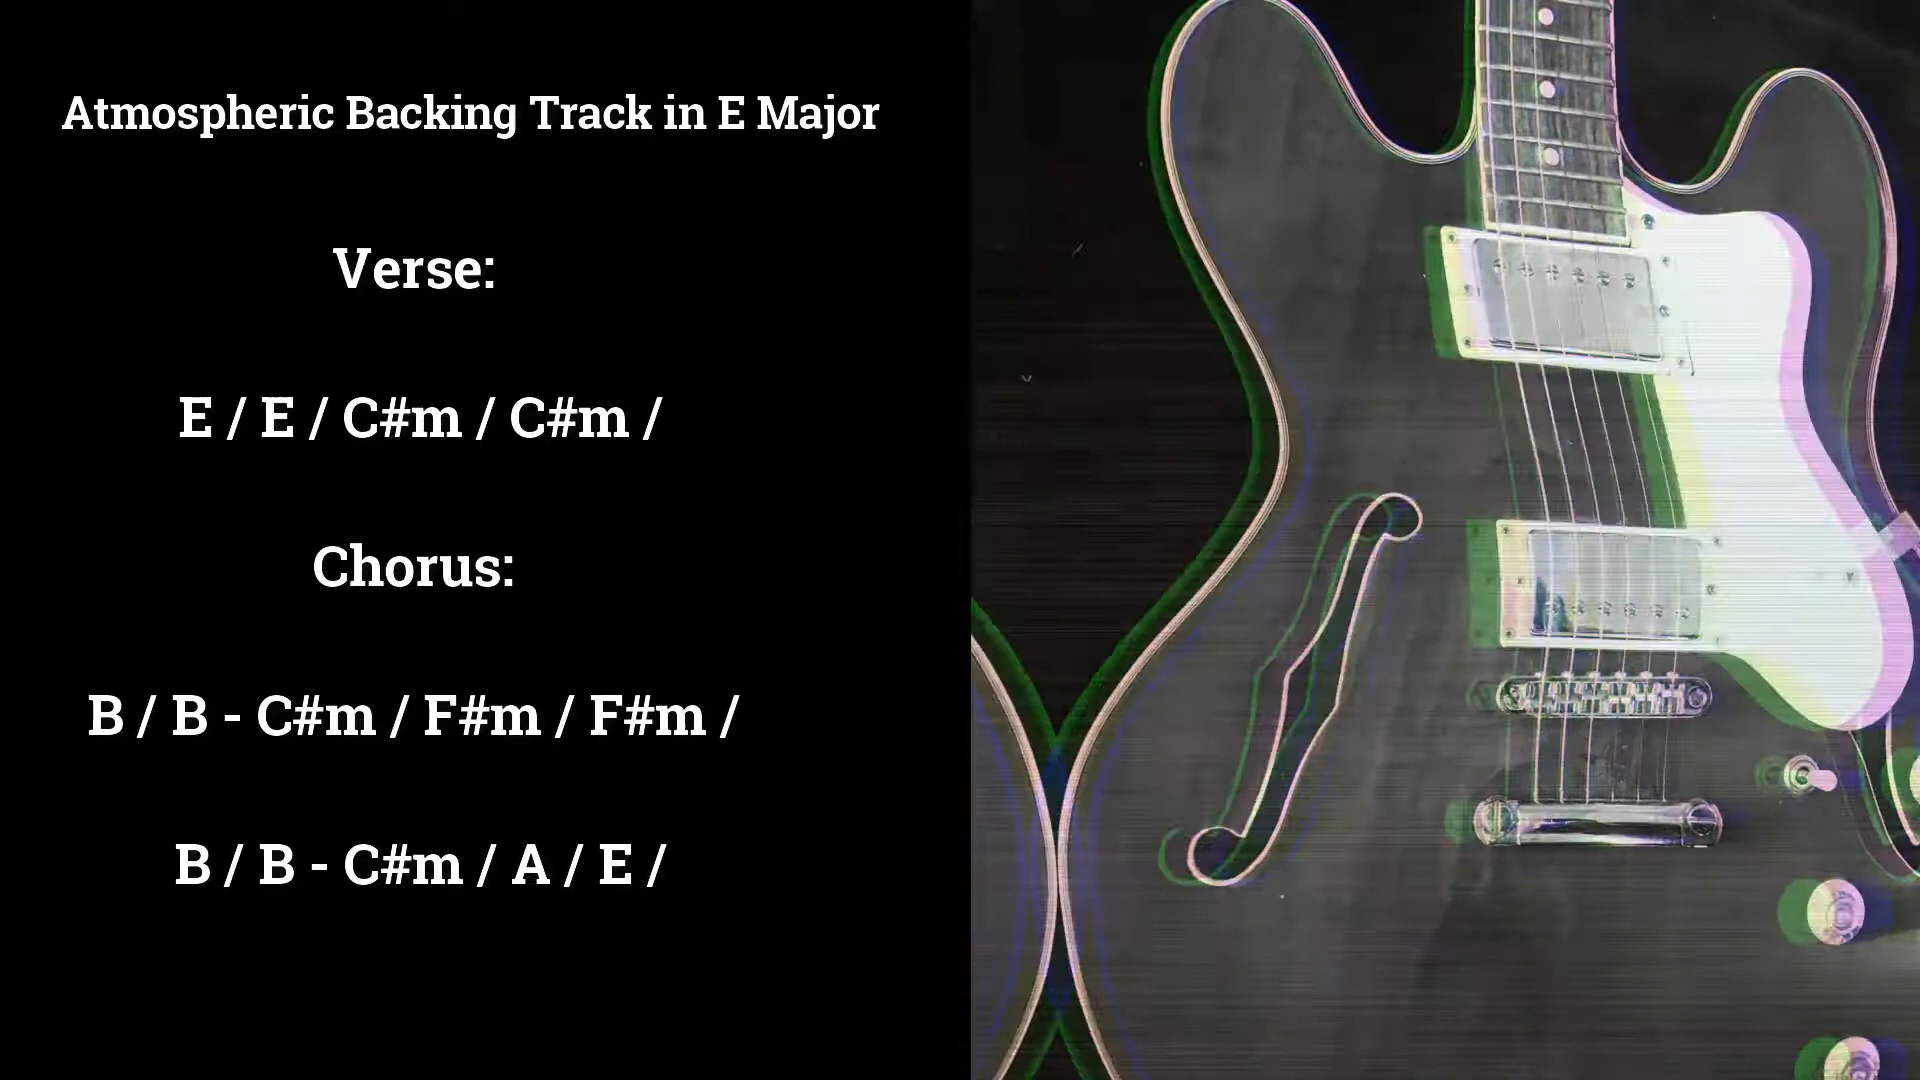 Atmospheric Backing Track in E Major
Verse:
E / E / C#m / C#m /
Chorus:
B / B - C#m / F#m / F#m /
B / B - C#m / A / E /